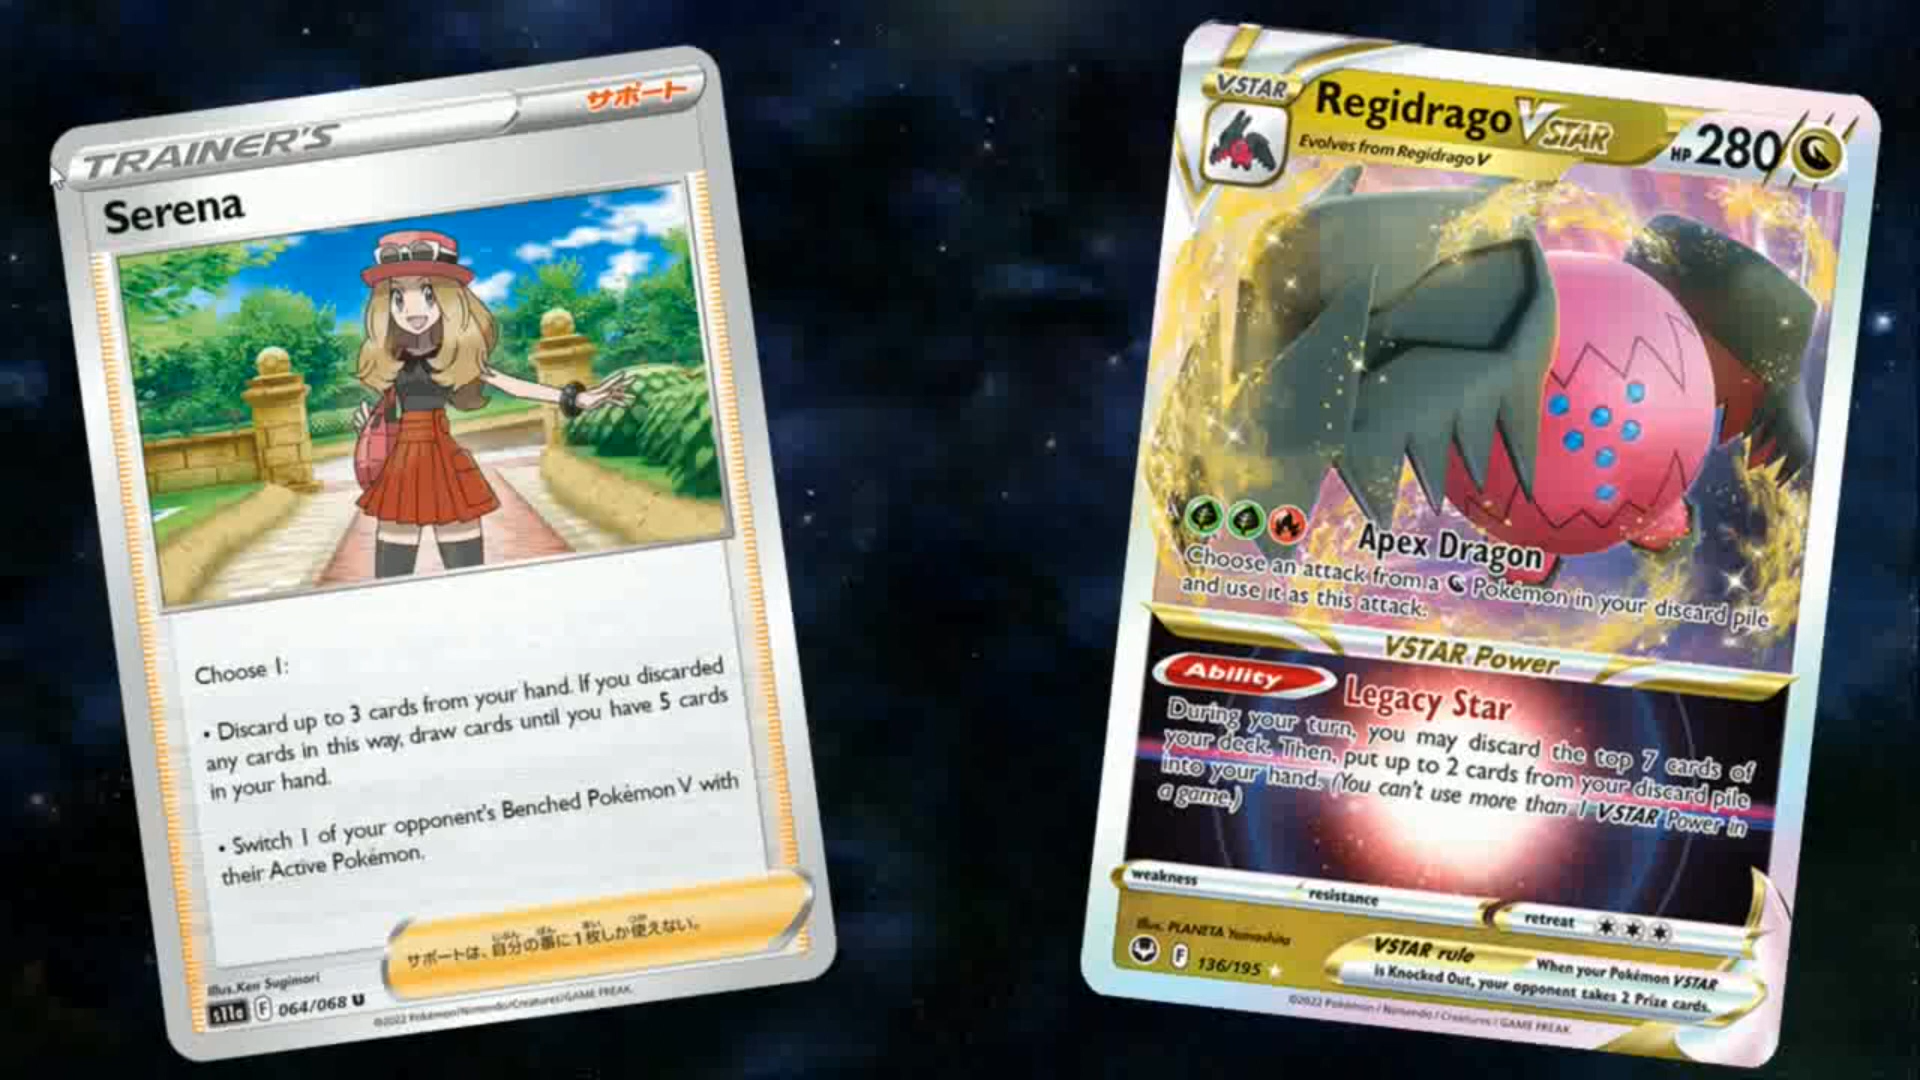 TRAINER'S
サポート
Serena
Choose 1:
• Discard up to 3 cards from your hand. If you discarded
any cards in this way, draw cards until you have 5 cards
in your hand.
• Switch 1 of your opponent's Benched Pokémon V with
their Active Pokémon.
サポートは、自分の番に1枚しか使えない。
Illus. Ken Sugimori
s11a F 064/068 U
©2022 Pokémon/Nintendo/Creatures/GAME FREAK.
VSTAR
Regidrago VSTAR
HP 280
Evolves from Regidrago V
Apex Dragon
Choose an attack from a Pokémon in your discard pile
and use it as this attack.
VSTAR Power
Ability
Legacy Star
During your turn, you may discard the top 7 cards of
your deck. Then, put up to 2 cards from your discard pile
into your hand. (You can't use more than 1 VSTAR Power in
a game.)
weakness
resistance
retreat
Illus. PLANETA Yamashita
F 136/195
VSTAR rule
When your Pokémon VSTAR
is Knocked Out, your opponent takes 2 Prize cards.
©2022 Pokémon / Nintendo / Creatures / GAME FREAK